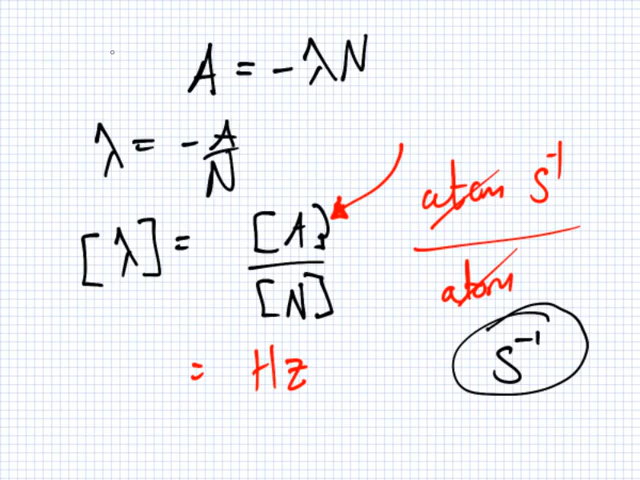 A = -λN
λ = - A/N
[λ] = [A]/[N]
= Hz
atom s⁻¹
atom
s⁻¹